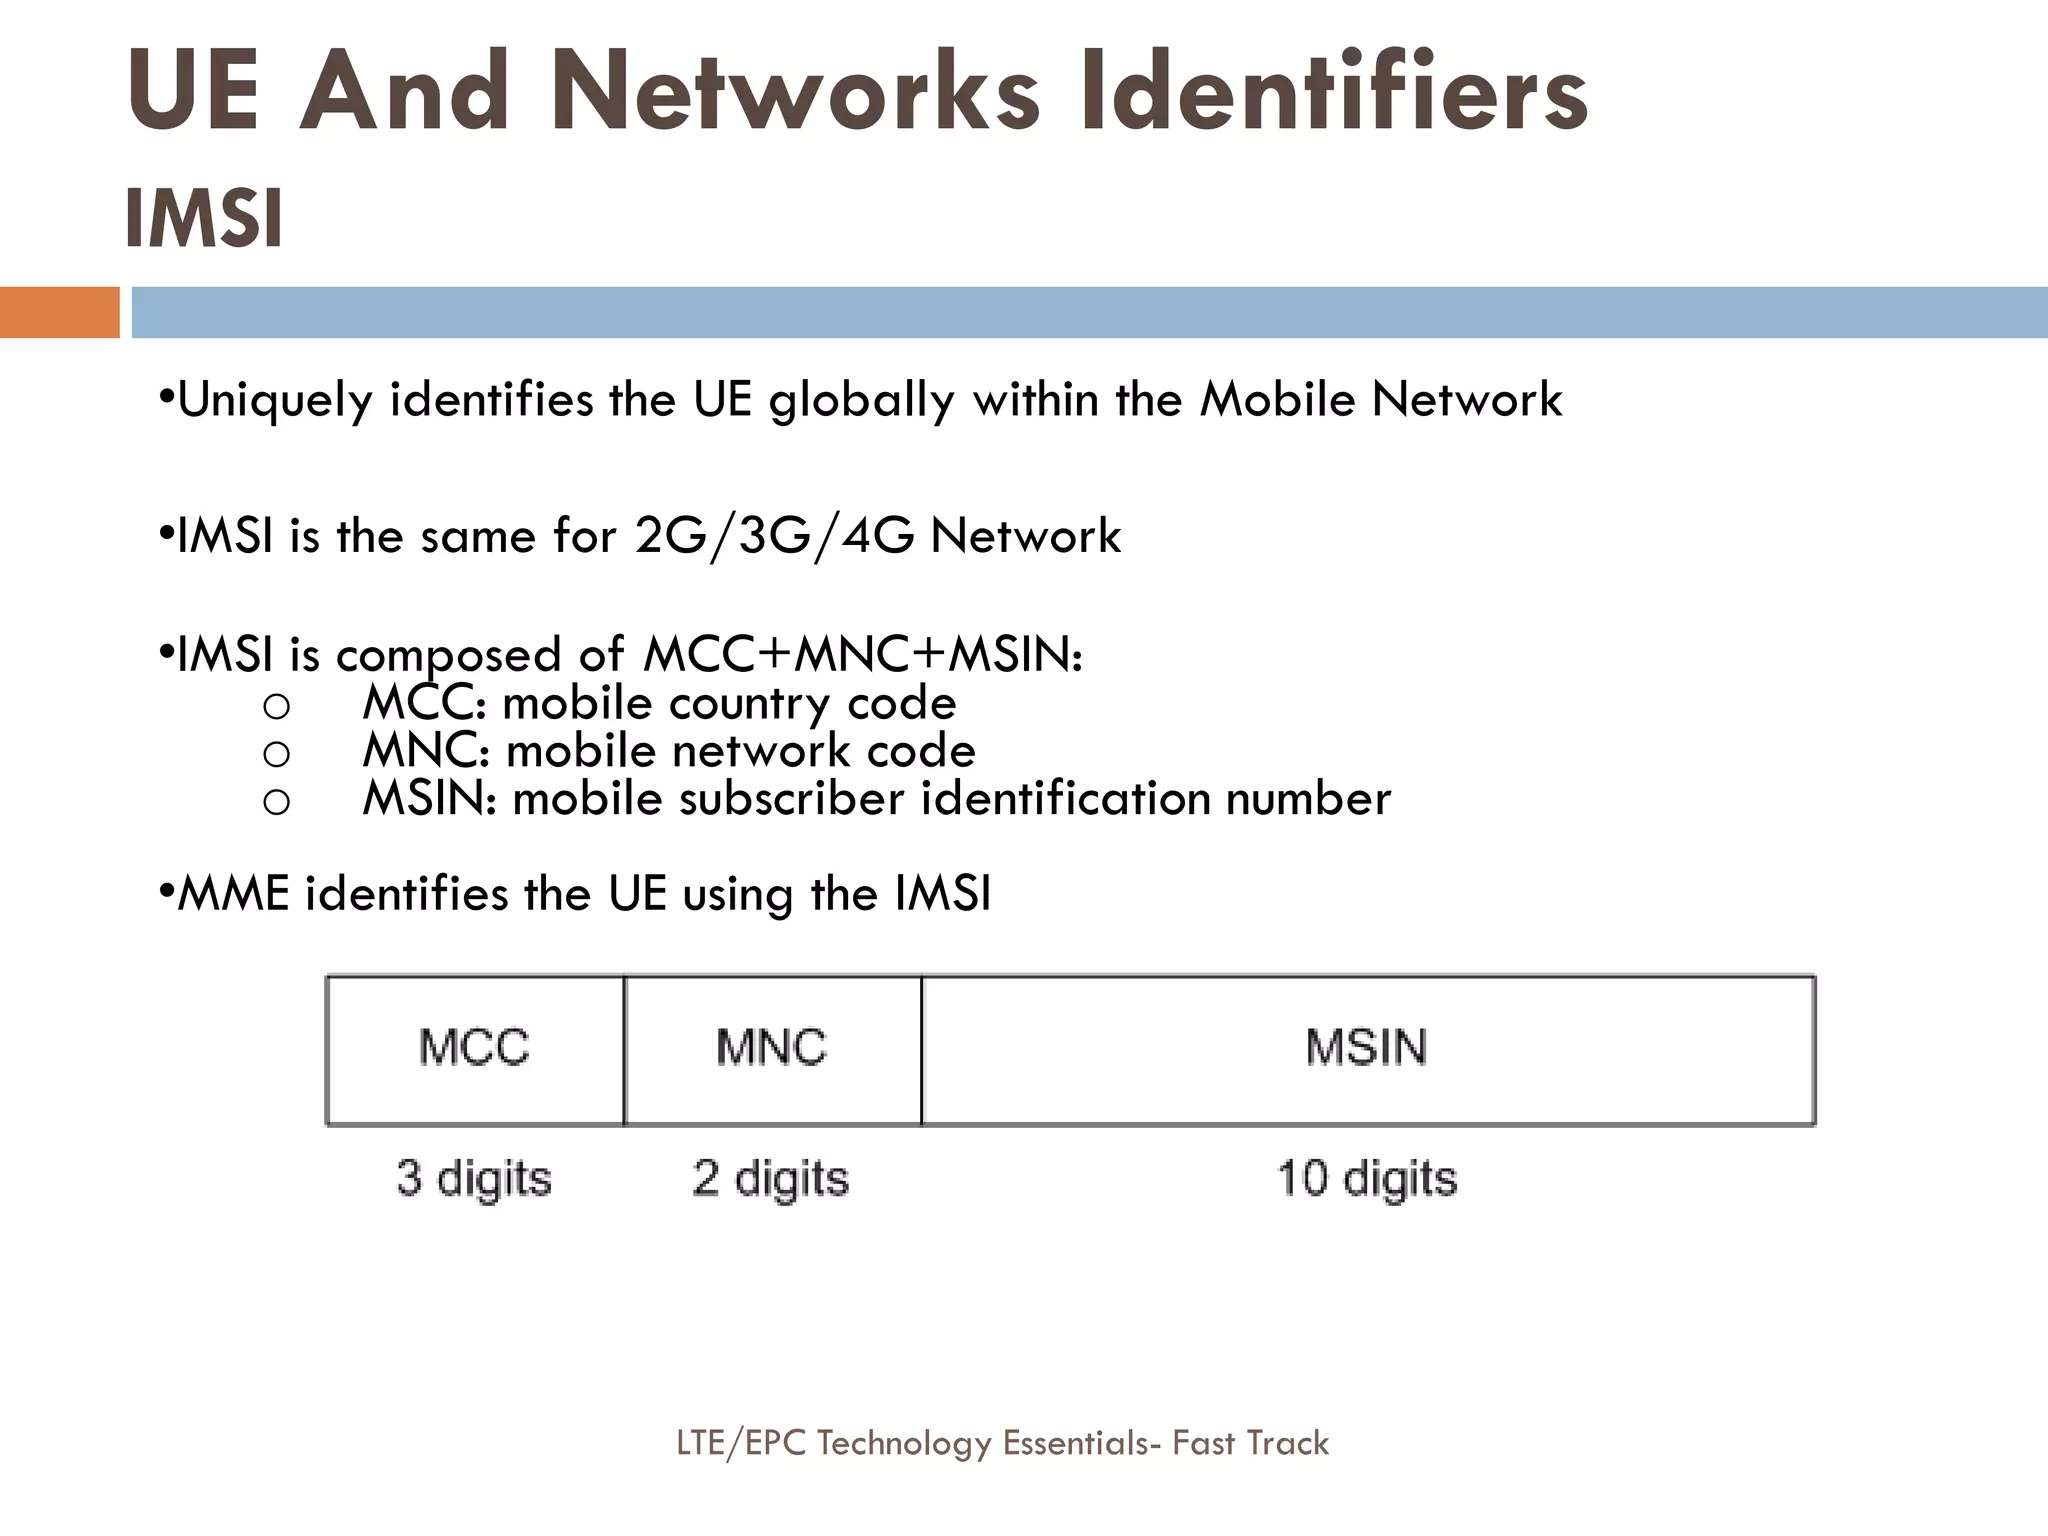 UE And Networks Identifiers
IMSI
•Uniquely identifies the UE globally within the Mobile Network
•IMSI is the same for 2G/3G/4G Network
•IMSI is composed of MCC+MNC+MSIN:
o MCC: mobile country code
o MNC: mobile network code
o MSIN: mobile subscriber identification number
•MME identifies the UE using the IMSI
MCC MNC MSIN
3 digits 2 digits 10 digits
LTE/EPC Technology Essentials- Fast Track